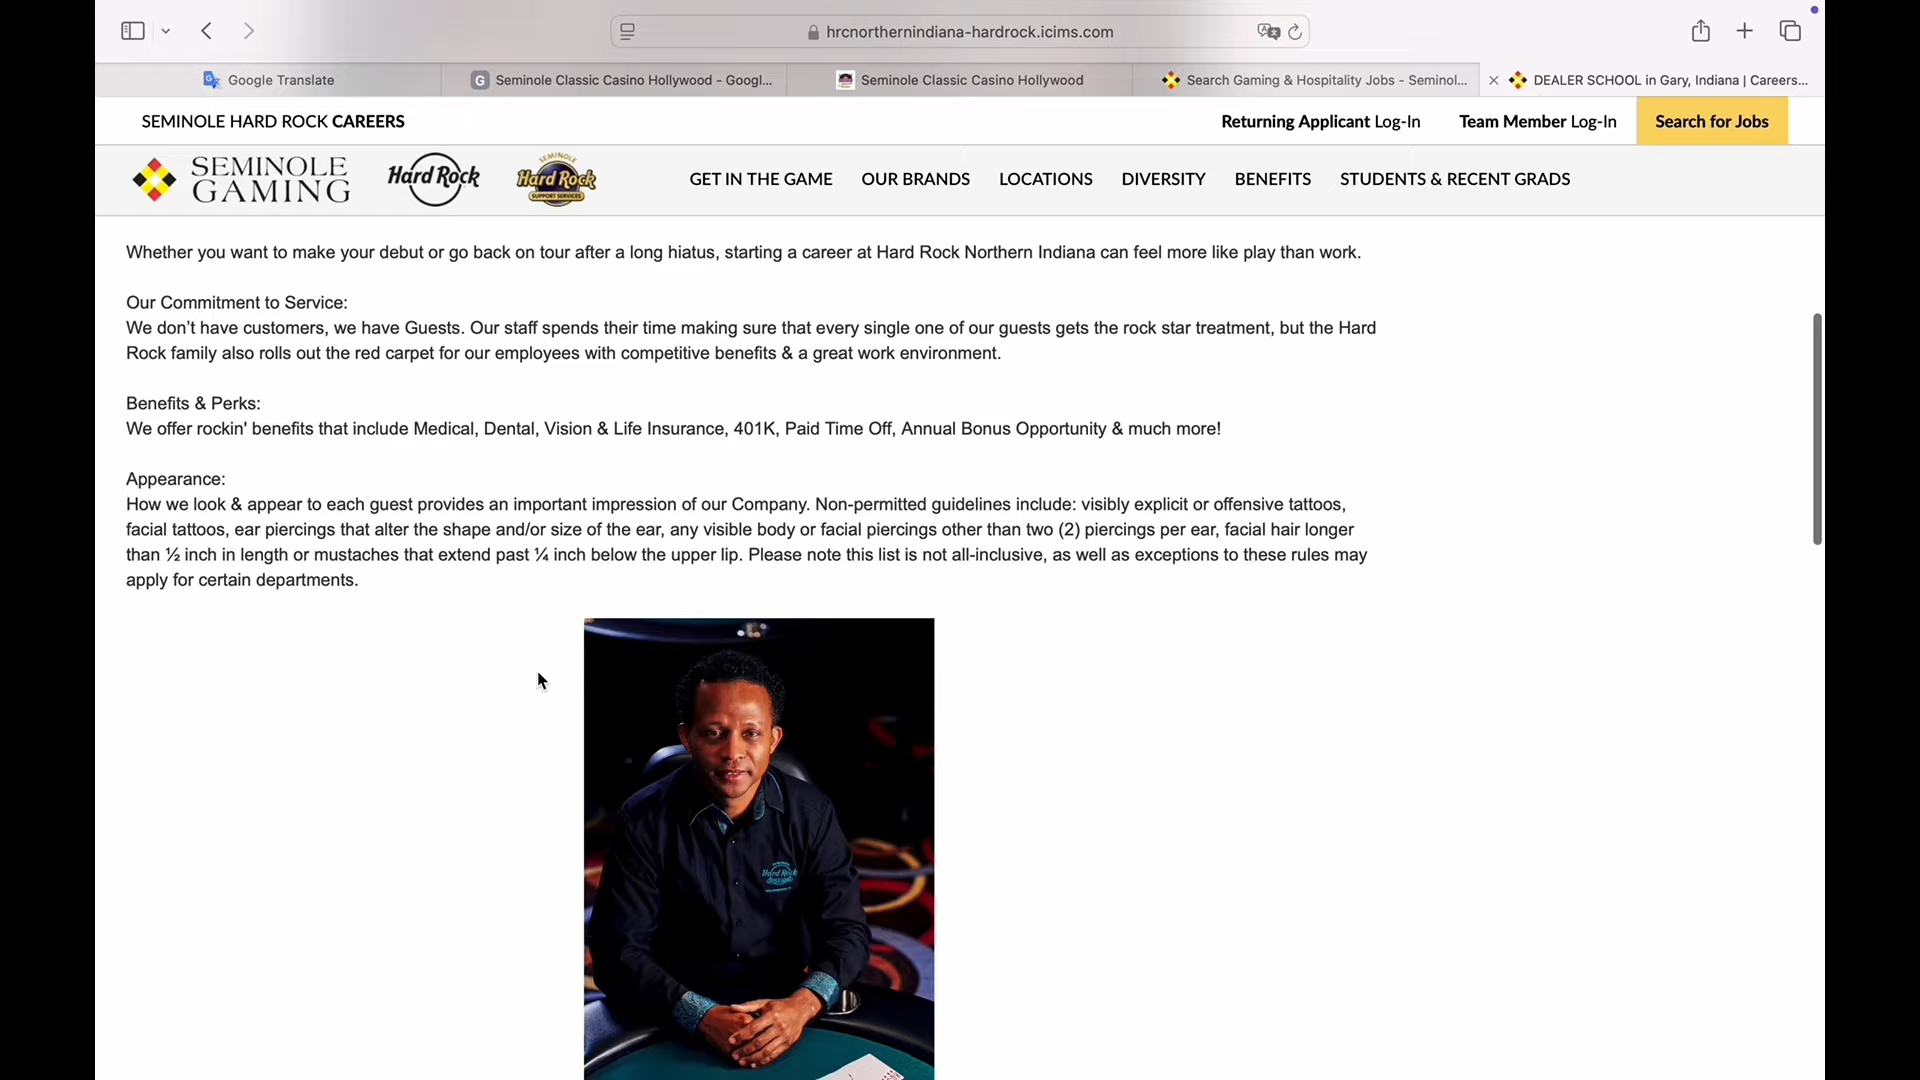 hrcnorthernindiana-hardrock.icims.com
Google Translate
Seminole Classic Casino Hollywood - Googl...
Seminole Classic Casino Hollywood
Search Gaming & Hospitality Jobs - Seminol...
DEALER SCHOOL in Gary, Indiana | Careers...
SEMINOLE HARD ROCK CAREERS
Returning Applicant Log-In
Team Member Log-In
Search for Jobs
SEMINOLE
GAMING
Hard Rock
SEMINOLE
Hard Rock
SUPPORT SERVICES
GET IN THE GAME
OUR BRANDS
LOCATIONS
DIVERSITY
BENEFITS
STUDENTS & RECENT GRADS
Whether you want to make your debut or go back on tour after a long hiatus, starting a career at Hard Rock Northern Indiana can feel more like play than work.
Our Commitment to Service:
We don’t have customers, we have Guests. Our staff spends their time making sure that every single one of our guests gets the rock star treatment, but the Hard
Rock family also rolls out the red carpet for our employees with competitive benefits & a great work environment.
Benefits & Perks:
We offer rockin' benefits that include Medical, Dental, Vision & Life Insurance, 401K, Paid Time Off, Annual Bonus Opportunity & much more!
Appearance:
How we look & appear to each guest provides an important impression of our Company. Non-permitted guidelines include: visibly explicit or offensive tattoos,
facial tattoos, ear piercings that alter the shape and/or size of the ear, any visible body or facial piercings other than two (2) piercings per ear, facial hair longer
than ½ inch in length or mustaches that extend past ¼ inch below the upper lip. Please note this list is not all-inclusive, as well as exceptions to these rules may
apply for certain departments.
Hard Rock